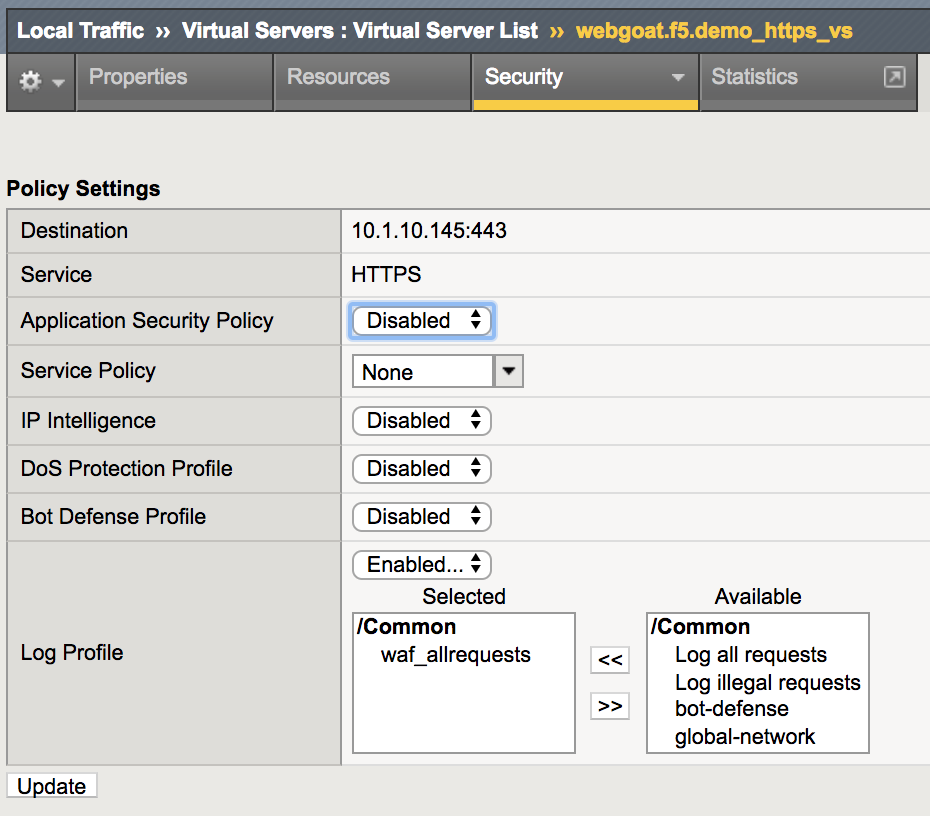 Local Traffic ›› Virtual Servers : Virtual Server List ›› webgoat.f5.demo_https_vs
Properties Resources Security Statistics
Policy Settings
Destination 10.1.10.145:443
Service HTTPS
Application Security Policy Disabled
Service Policy None
IP Intelligence Disabled
DoS Protection Profile Disabled
Bot Defense Profile Disabled
Log Profile Enabled...
Selected Available
/Common /Common
waf_allrequests Log all requests
<< Log illegal requests
>> bot-defense
global-network
Update